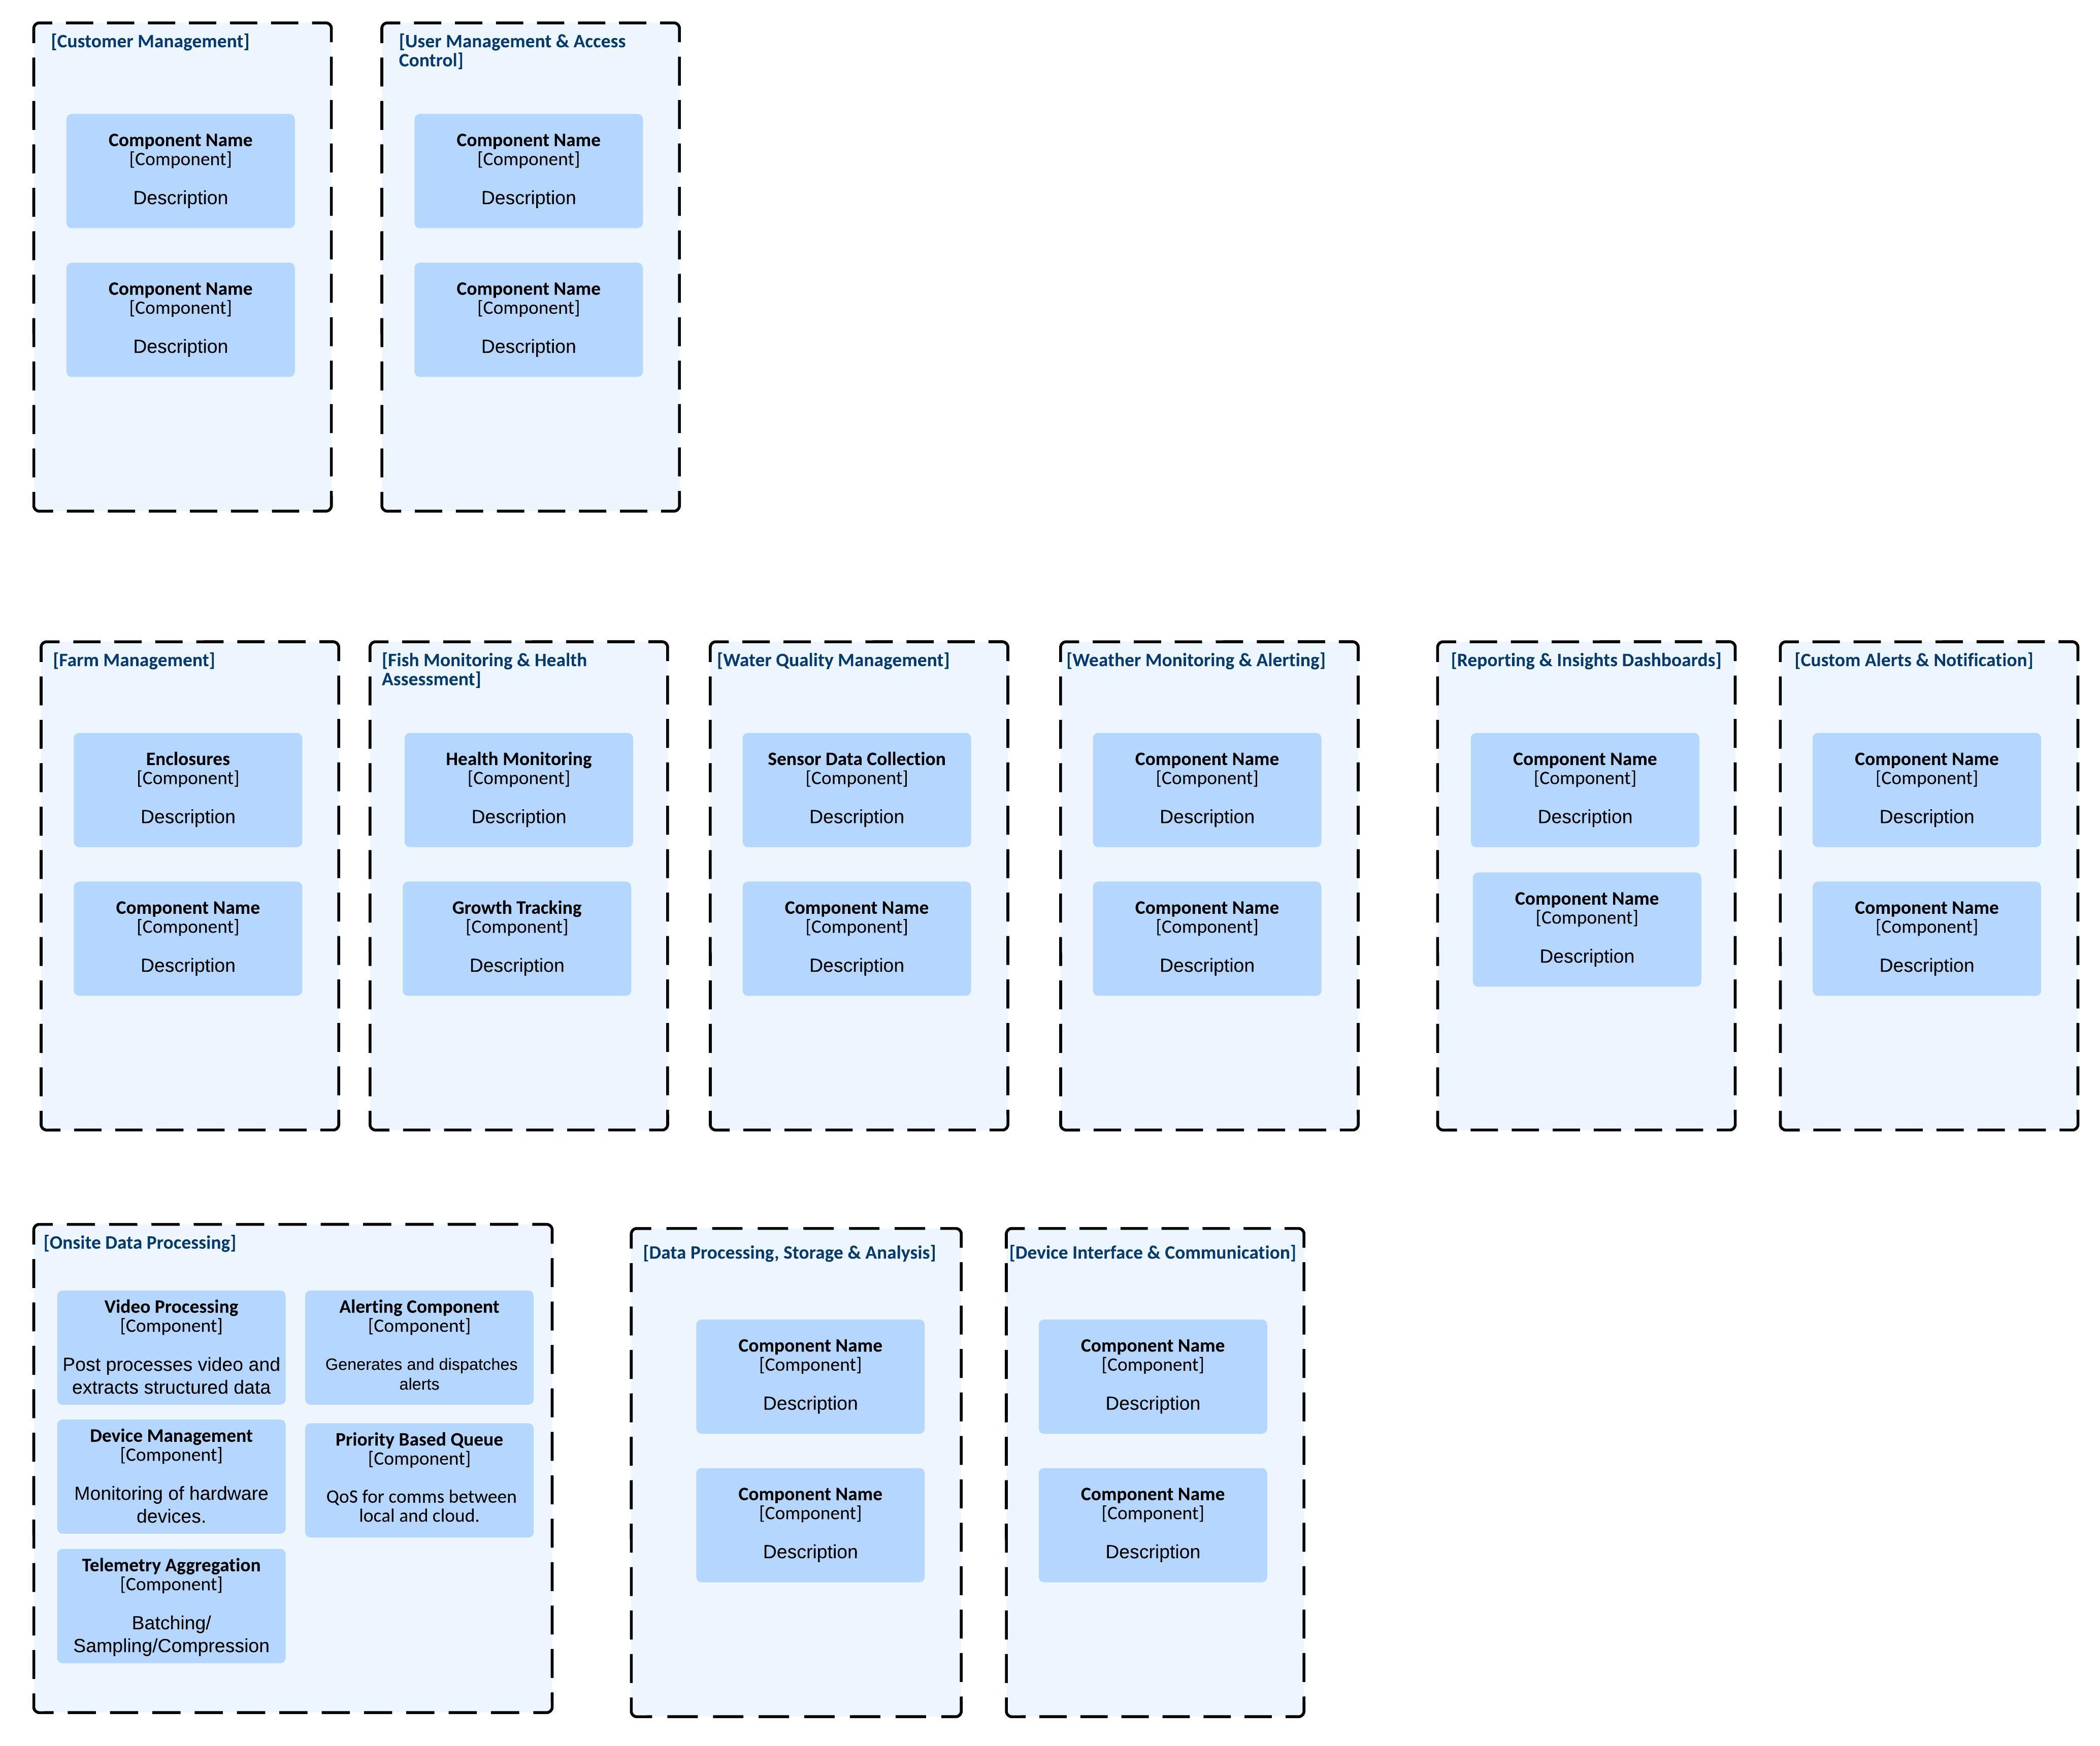 [Customer Management]
Component Name
[Component]
Description
Component Name
[Component]
Description
[User Management & Access
Control]
Component Name
[Component]
Description
Component Name
[Component]
Description
[Farm Management]
Enclosures
[Component]
Description
Component Name
[Component]
Description
[Fish Monitoring & Health
Assessment]
Health Monitoring
[Component]
Description
Growth Tracking
[Component]
Description
[Water Quality Management]
Sensor Data Collection
[Component]
Description
Component Name
[Component]
Description
[Weather Monitoring & Alerting]
Component Name
[Component]
Description
Component Name
[Component]
Description
[Reporting & Insights Dashboards]
Component Name
[Component]
Description
Component Name
[Component]
Description
[Custom Alerts & Notification]
Component Name
[Component]
Description
Component Name
[Component]
Description
[Onsite Data Processing]
Video Processing
[Component]
Post processes video and
extracts structured data
Alerting Component
[Component]
Generates and dispatches
alerts
Device Management
[Component]
Monitoring of hardware
devices.
Priority Based Queue
[Component]
QoS for comms between
local and cloud.
Telemetry Aggregation
[Component]
Batching/
Sampling/Compression
[Data Processing, Storage & Analysis]
Component Name
[Component]
Description
Component Name
[Component]
Description
[Device Interface & Communication]
Component Name
[Component]
Description
Component Name
[Component]
Description